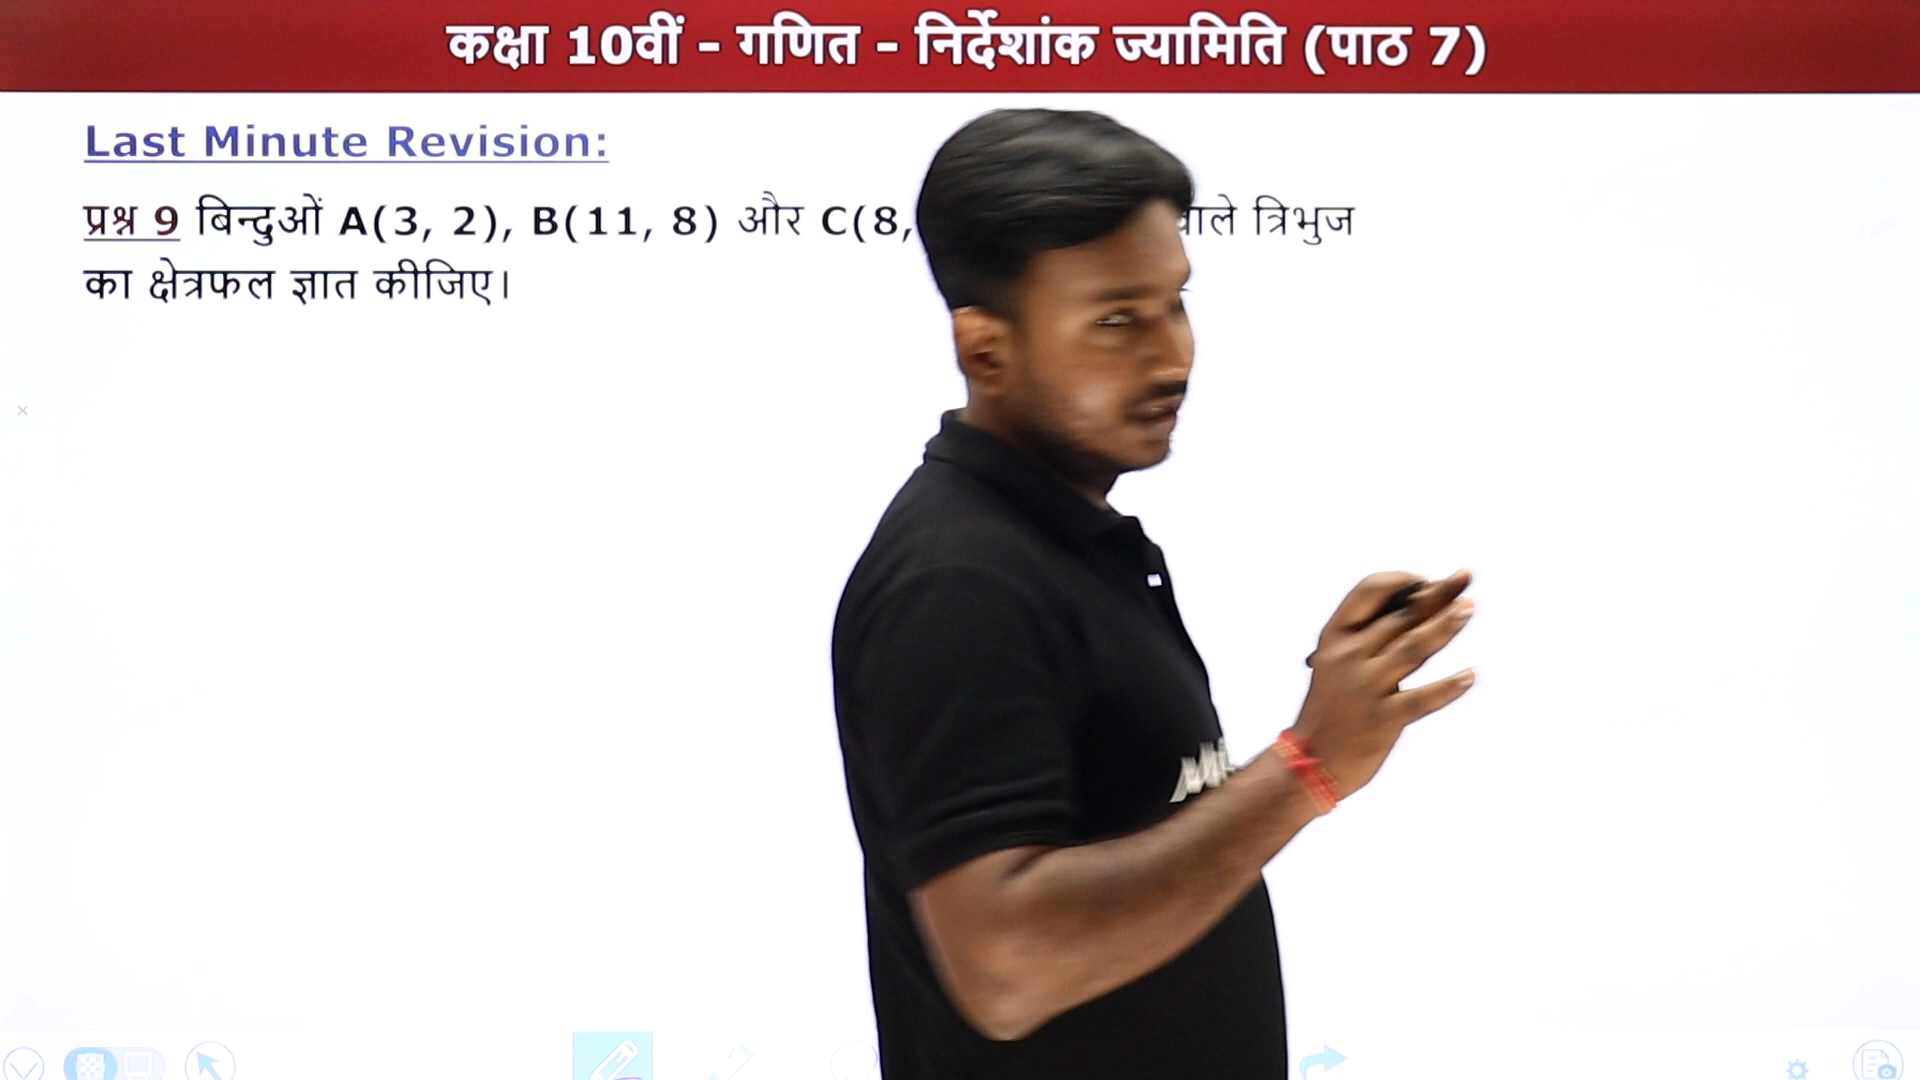 कक्षा 10वीं - गणित - निर्देशांक ज्यामिति (पाठ 7)
Last Minute Revision:
प्रश्न 9 बिन्दुओं A(3, 2), B(11, 8) और C(8, वाले त्रिभुज
का क्षेत्रफल ज्ञात कीजिए।